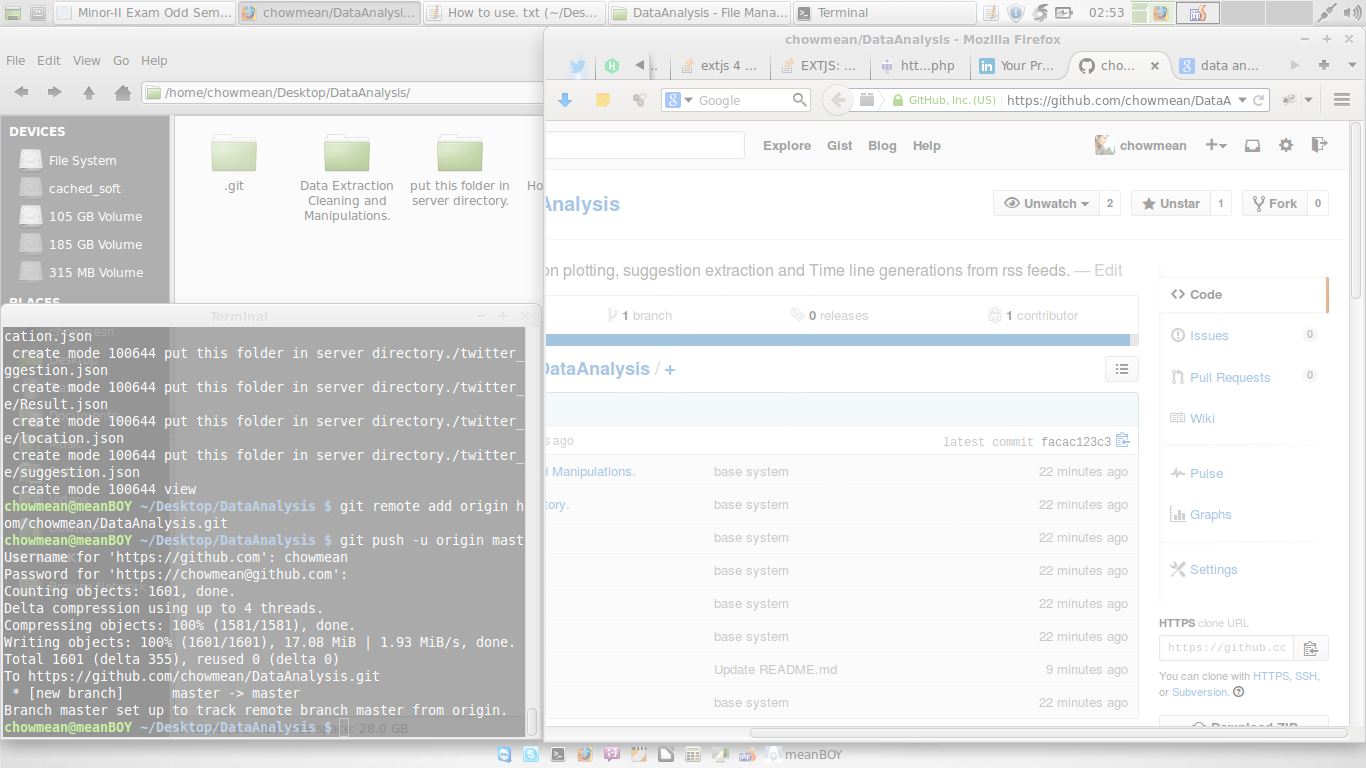 Minor-II Exam Odd Sem...
chowmean/DataAnalysi...
How to use. txt (~/Des...
DataAnalysis - File Mana...
Terminal
02:53
File Edit View Go Help
/home/chowmean/Desktop/DataAnalysis/
DEVICES
File System
cached_soft
105 GB Volume
185 GB Volume
315 MB Volume
PLACES
.git
Data Extraction
Cleaning and
Manipulations.
put this folder in
server directory.
Ho
chowmean/DataAnalysis - Mozilla Firefox
extjs 4 ...
EXTJS: ...
htt...php
Your Pr...
cho...
data an...
Google
GitHub, Inc. (US)
https://github.com/chowmean/DataA
Explore Gist Blog Help
chowmean
Analysis
Unwatch 2
Unstar 1
Fork 0
on plotting, suggestion extraction and Time line generations from rss feeds. — Edit
1 branch
0 releases
1 contributor
DataAnalysis / +
s ago
latest commit facac123c3
l Manipulations. base system 22 minutes ago
tory. base system 22 minutes ago
base system 22 minutes ago
base system 22 minutes ago
base system 22 minutes ago
base system 22 minutes ago
Update README.md 9 minutes ago
base system 22 minutes ago
Code
Issues 0
Pull Requests 0
Wiki
Pulse
Graphs
Settings
HTTPS clone URL
https://github.cc
You can clone with HTTPS, SSH,
or Subversion.
Download ZIP
Terminal
cation.json
create mode 100644 put this folder in server directory./twitter_
ggestion.json
create mode 100644 put this folder in server directory./twitter_
e/Result.json
create mode 100644 put this folder in server directory./twitter_
e/location.json
create mode 100644 put this folder in server directory./twitter_
e/suggestion.json
create mode 100644 view
chowmean@meanBOY ~/Desktop/DataAnalysis $ git remote add origin h
om/chowmean/DataAnalysis.git
chowmean@meanBOY ~/Desktop/DataAnalysis $ git push -u origin mast
Username for 'https://github.com': chowmean
Password for 'https://chowmean@github.com':
Counting objects: 1601, done.
Delta compression using up to 4 threads.
Compressing objects: 100% (1581/1581), done.
Writing objects: 100% (1601/1601), 17.08 MiB | 1.93 MiB/s, done.
Total 1601 (delta 355), reused 0 (delta 0)
To https://github.com/chowmean/DataAnalysis.git
* [new branch] master -> master
Branch master set up to track remote branch master from origin.
chowmean@meanBOY ~/Desktop/DataAnalysis $
28.0 GB
meanBOY